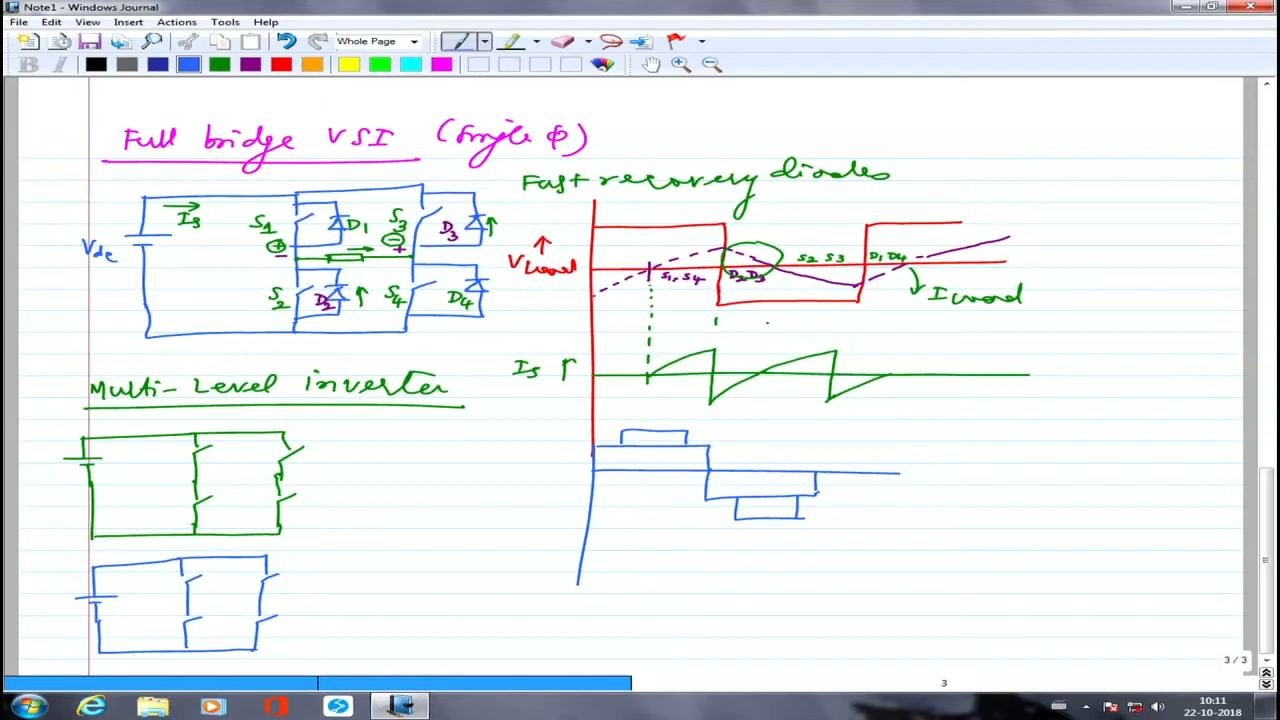 Note1 - Windows Journal
File Edit View Insert Actions Tools Help
Whole Page
B I
Full bridge VSI (Single Φ)
Fast recovery diodes
Is
S1 D1 S3 D3
Vdc
+ - - +
S2 D2 S4 D4
V load
S1, S4 D2 D3 S2 S3 D1 D4
I load
Is
Multi-Level inverter
3 / 3
3
10:11
22-10-2018